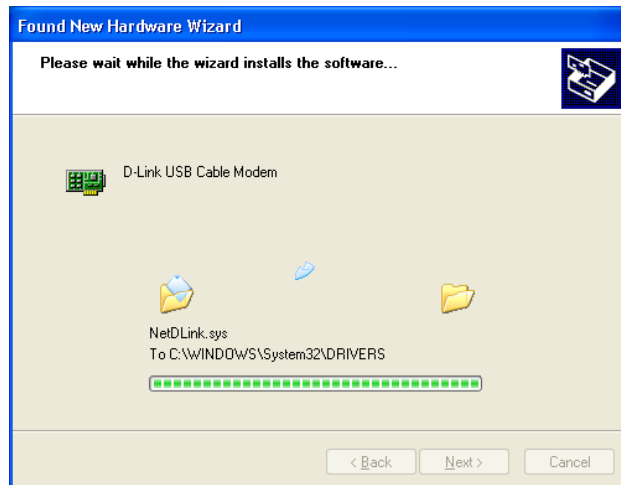 Found New Hardware Wizard
Please wait while the wizard installs the software...
D-Link USB Cable Modem
NetDLink.sys
To C:\WINDOWS\System32\DRIVERS
< Back Next > Cancel